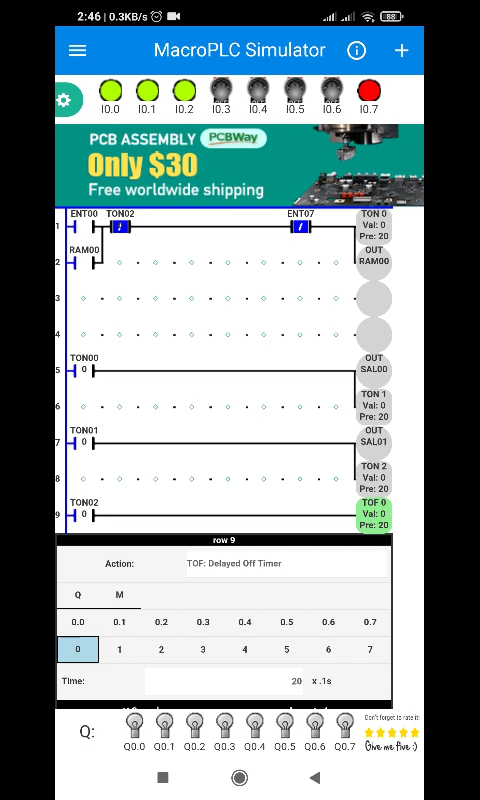 2:46 | 0.3KB/s
88
MacroPLC Simulator
I0.0 I0.1 I0.2 I0.3 I0.4 I0.5 I0.6 I0.7
PCB ASSEMBLY PCBWay
Only $30
Free worldwide shipping
ENT00 TON02 ENT07 TON 0
1 / / Val: 0
Pre: 20
RAM00 OUT
2 RAM00
3
4
TON00 OUT
5 0 SAL00
6 TON 1
Val: 0
Pre: 20
TON01 OUT
7 0 SAL01
8 TON 2
Val: 0
Pre: 20
TON02 TOF 0
9 0 Val: 0
Pre: 20
row 9
Action: TOF: Delayed Off Timer
Q M
0.0 0.1 0.2 0.3 0.4 0.5 0.6 0.7
0 1 2 3 4 5 6 7
Time: 20 x .1s
Don't forget to rate it!
Q: Give me five :)
Q0.0 Q0.1 Q0.2 Q0.3 Q0.4 Q0.5 Q0.6 Q0.7